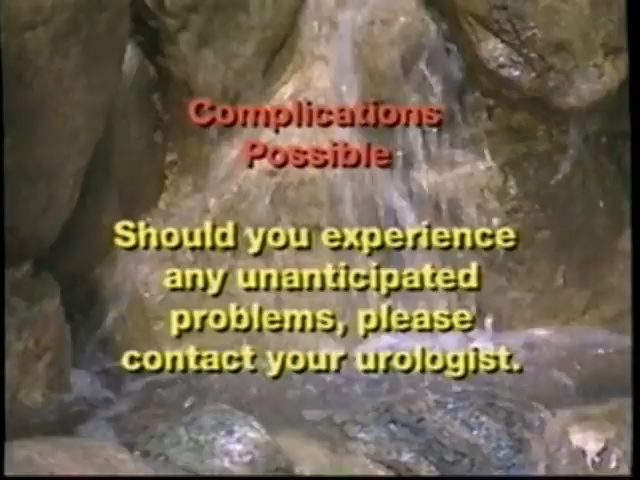 Complications
Possible
Should you experience
any unanticipated
problems, please
contact your urologist.